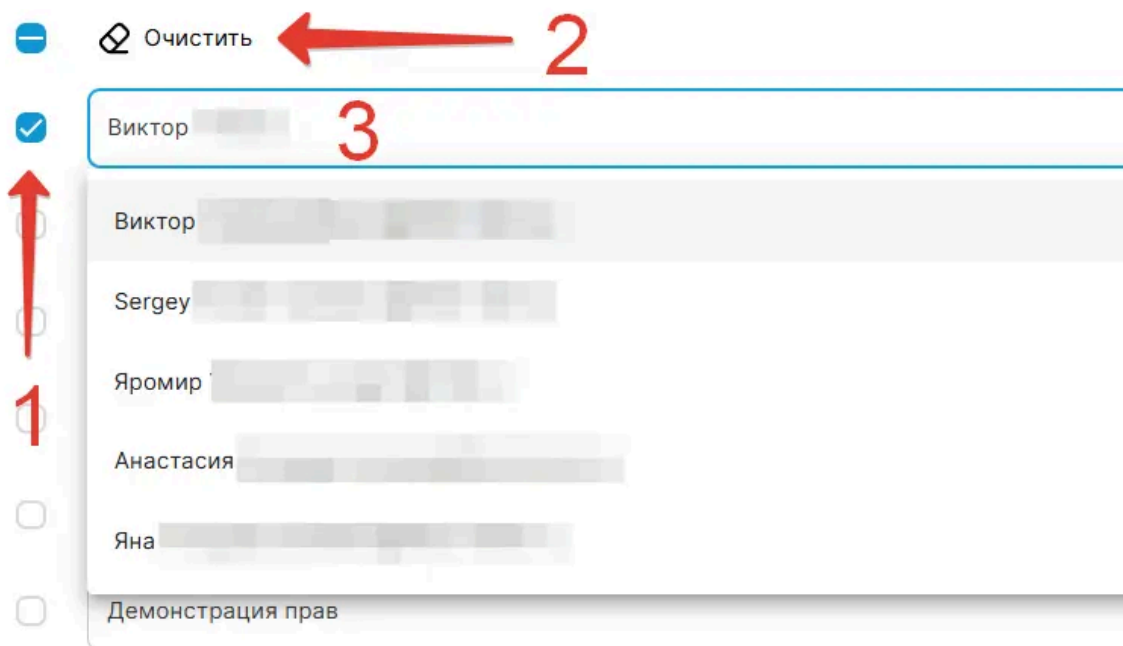 Очистить 2
Виктор 3
Виктор
Sergey
Яромир
1
Анастасия
Яна
Демонстрация прав